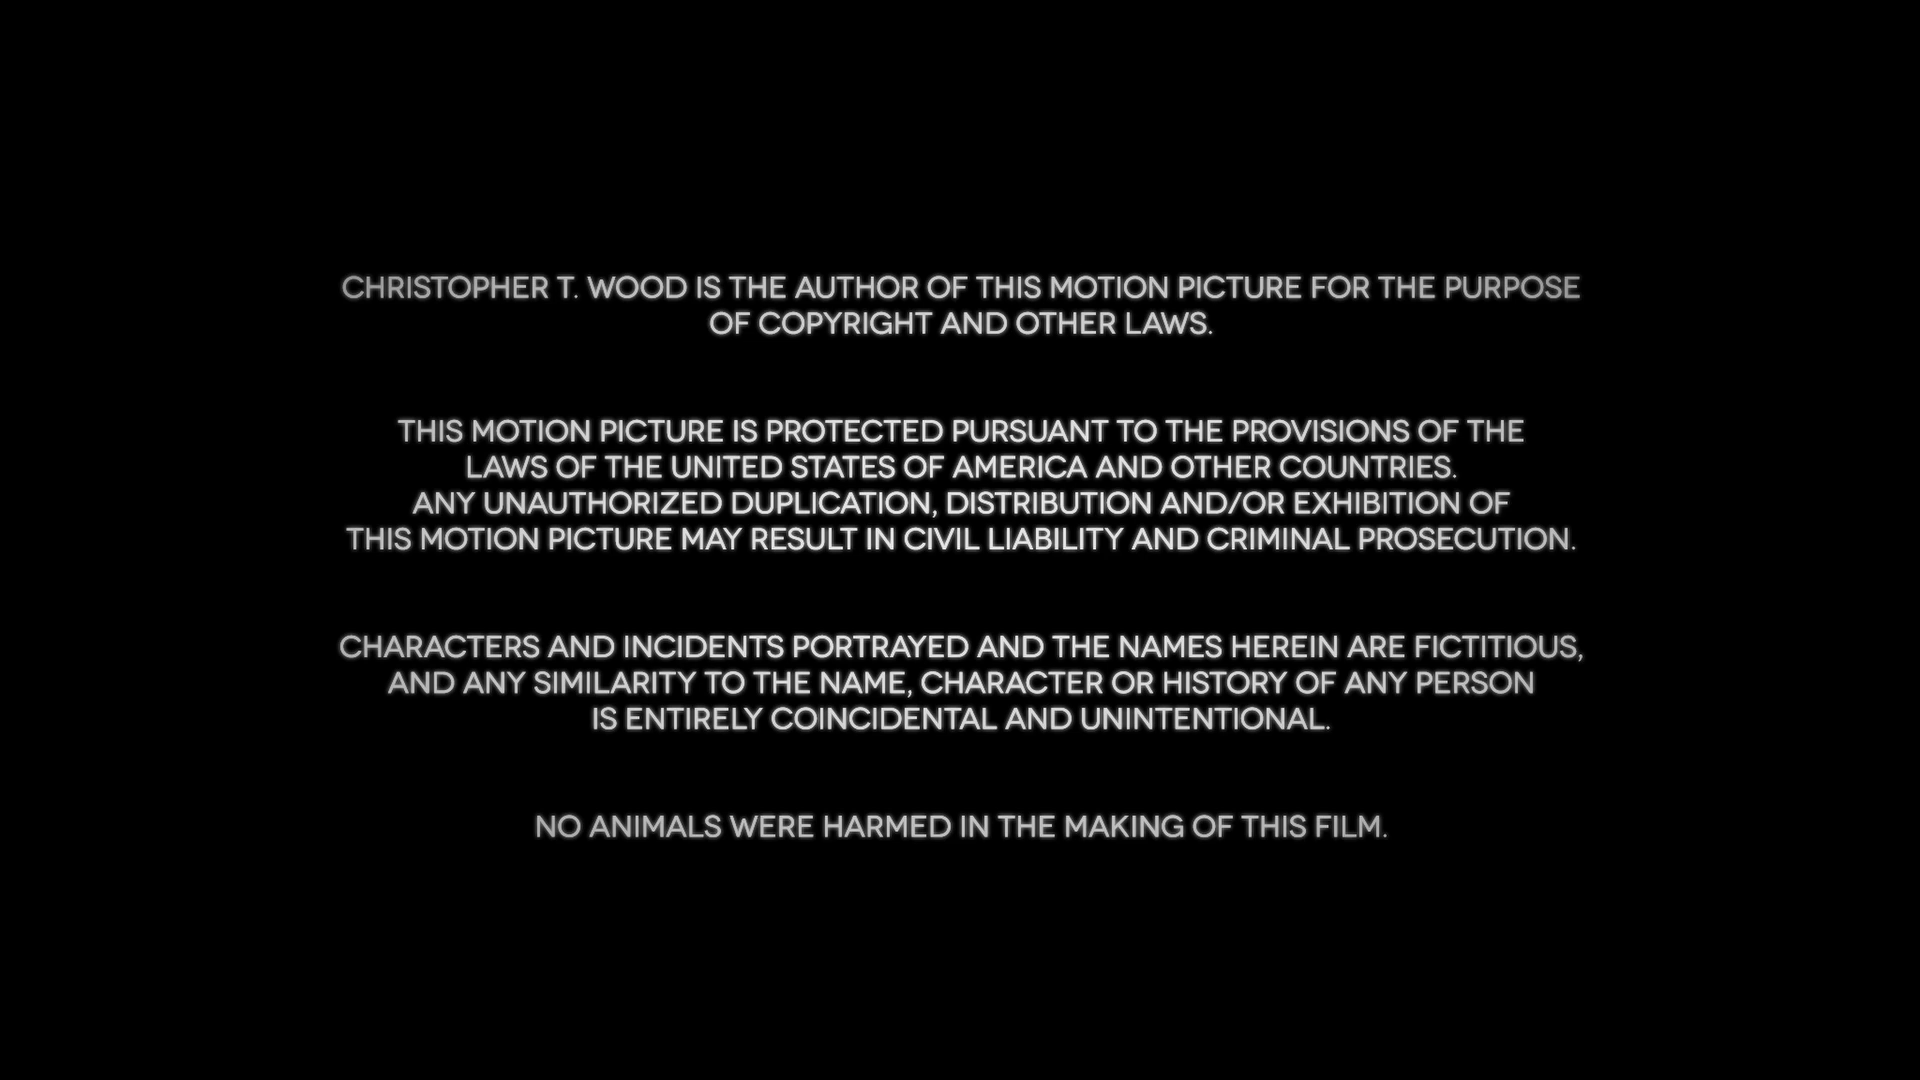 CHRISTOPHER T. WOOD IS THE AUTHOR OF THIS MOTION PICTURE FOR THE PURPOSE
OF COPYRIGHT AND OTHER LAWS.
THIS MOTION PICTURE IS PROTECTED PURSUANT TO THE PROVISIONS OF THE
LAWS OF THE UNITED STATES OF AMERICA AND OTHER COUNTRIES.
ANY UNAUTHORIZED DUPLICATION, DISTRIBUTION AND/OR EXHIBITION OF
THIS MOTION PICTURE MAY RESULT IN CIVIL LIABILITY AND CRIMINAL PROSECUTION.
CHARACTERS AND INCIDENTS PORTRAYED AND THE NAMES HEREIN ARE FICTITIOUS,
AND ANY SIMILARITY TO THE NAME, CHARACTER OR HISTORY OF ANY PERSON
IS ENTIRELY COINCIDENTAL AND UNINTENTIONAL.
NO ANIMALS WERE HARMED IN THE MAKING OF THIS FILM.